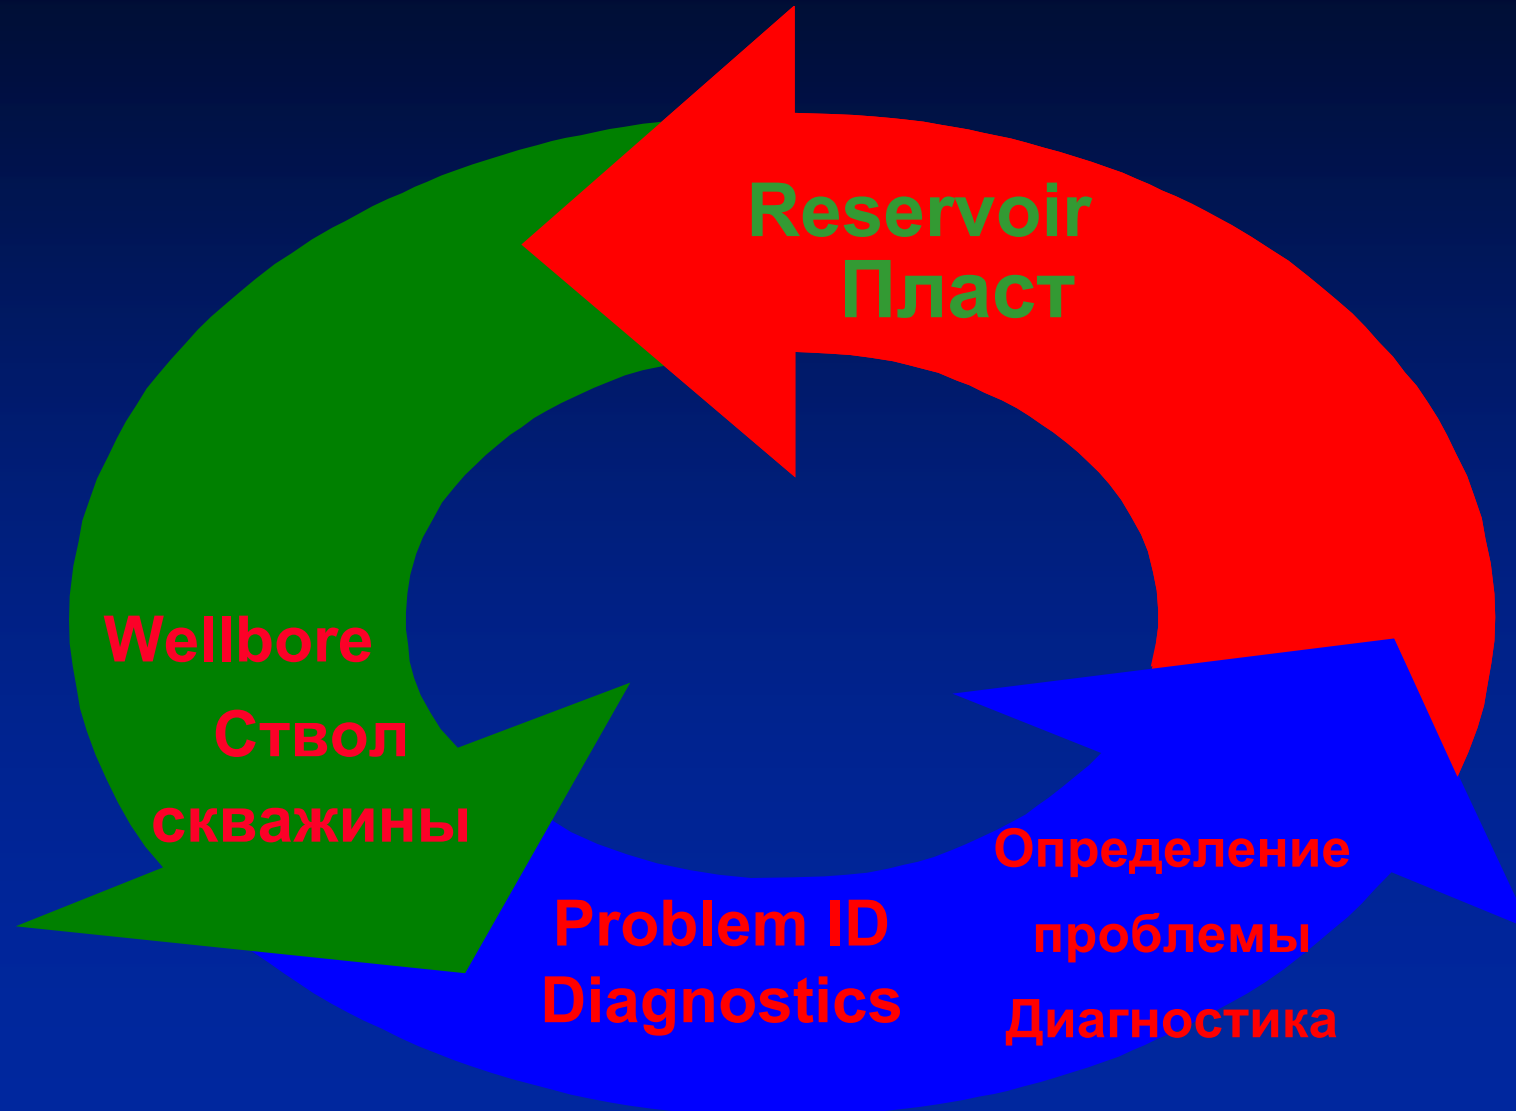 Reservoir
Пласт
Wellbore
Ствол
скважины
Problem ID
Diagnostics
Определение
проблемы
Диагностика